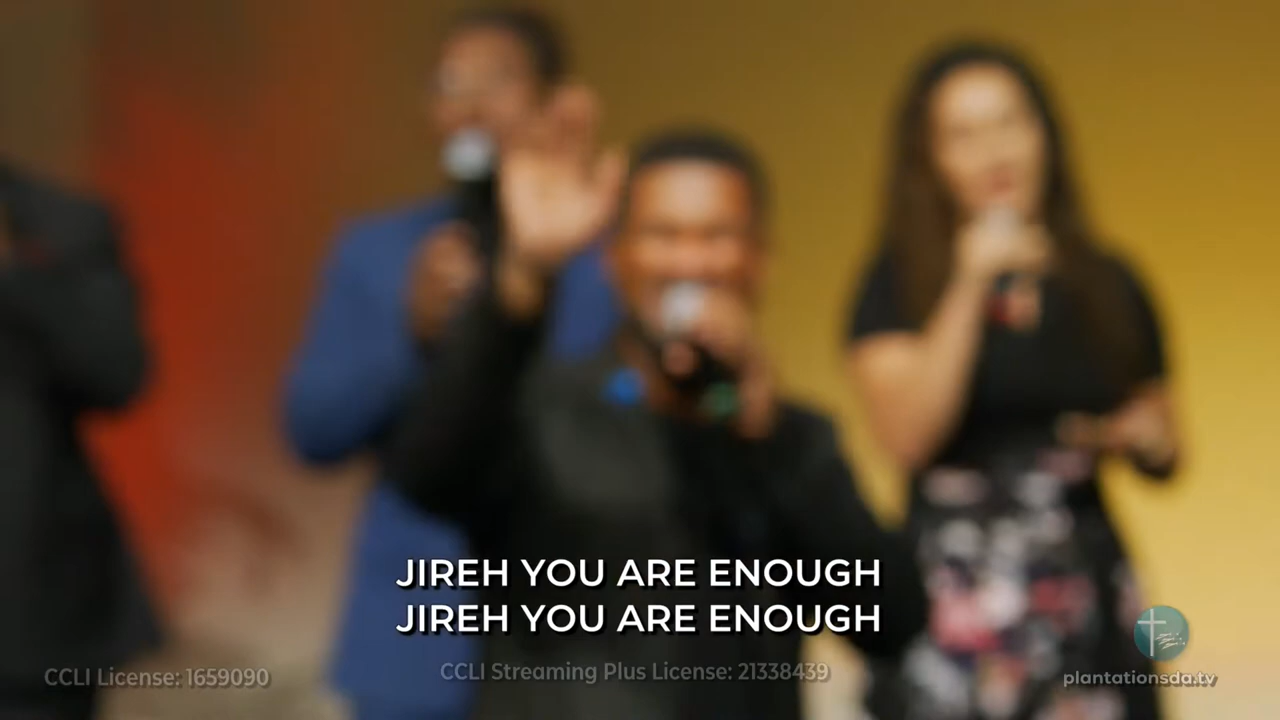 JIREH YOU ARE ENOUGH
JIREH YOU ARE ENOUGH
CCLI License: 1659090
CCLI Streaming Plus License: 21338439
plantationsda.tv